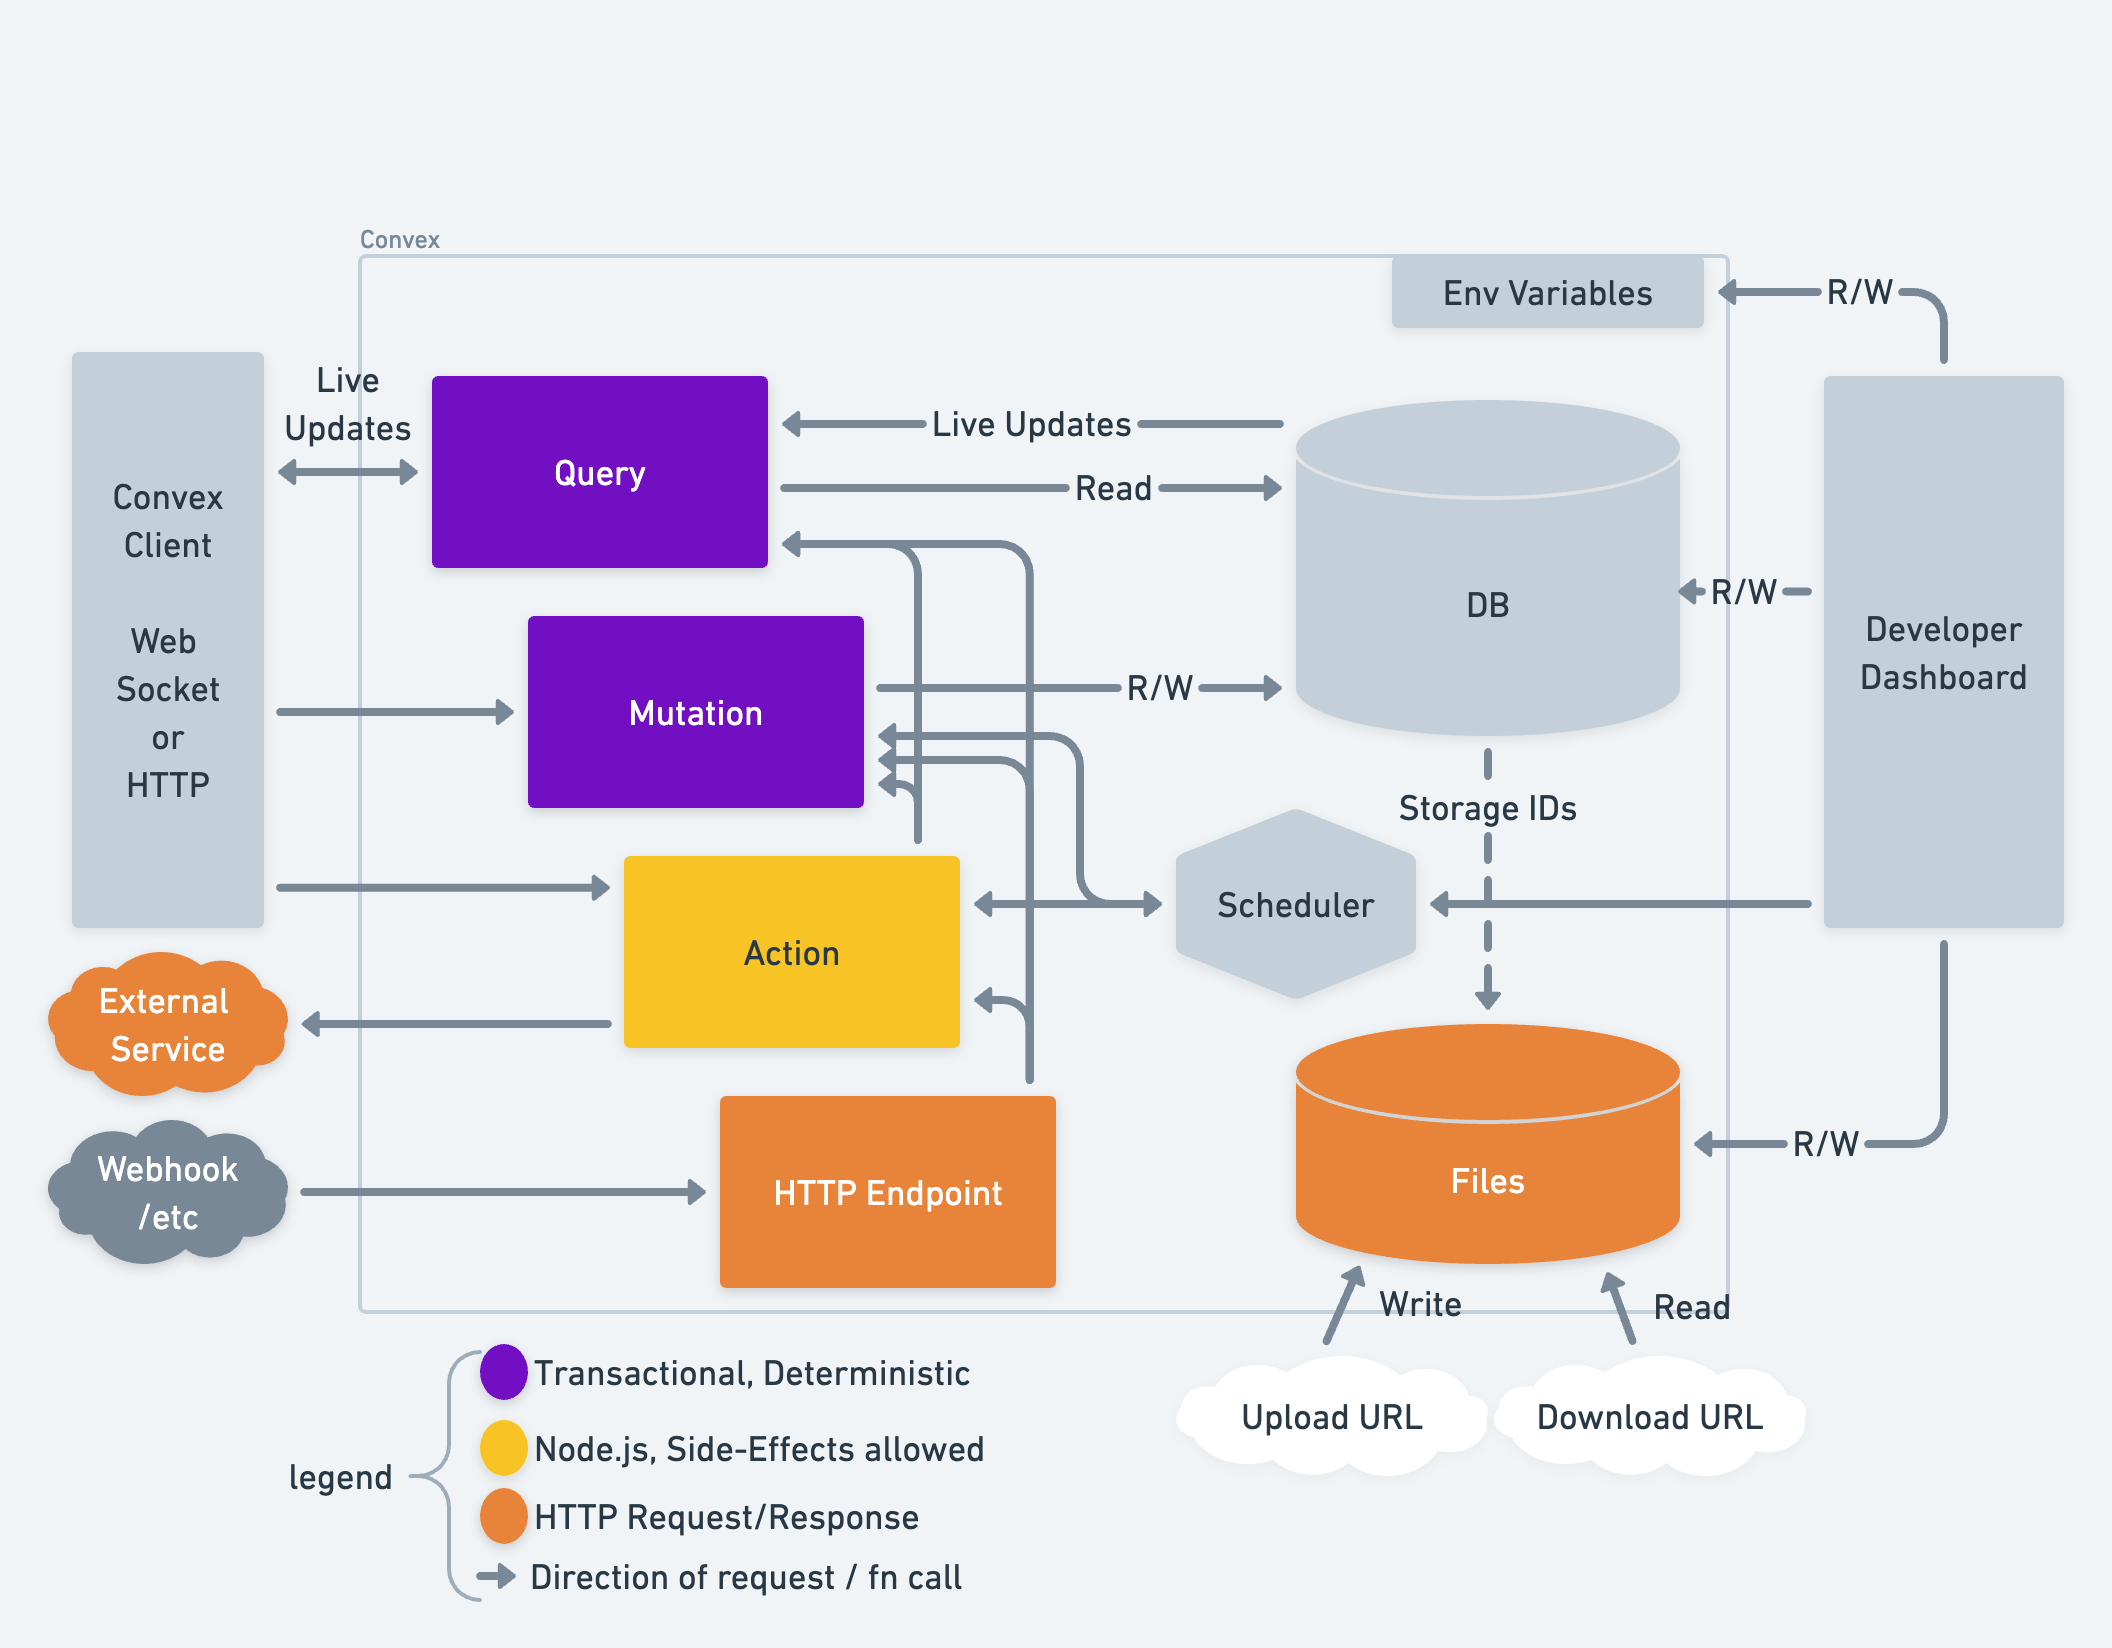 Convex
Env Variables
R/W
Live
Updates
Query
Live Updates
Read
Convex
Client
Web
Socket
or
HTTP
DB
R/W
Developer
Dashboard
Mutation
R/W
Storage IDs
Scheduler
Action
External
Service
Webhook
/etc
HTTP Endpoint
Files
R/W
Write
Read
Upload URL
Download URL
legend
Transactional, Deterministic
Node.js, Side-Effects allowed
HTTP Request/Response
Direction of request / fn call